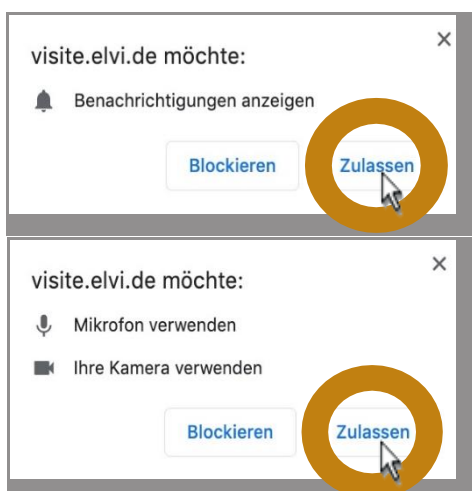 visite.elvi.de möchte:
Benachrichtigungen anzeigen
Blockieren Zulassen
visite.elvi.de möchte:
Mikrofon verwenden
Ihre Kamera verwenden
Blockieren Zulassen